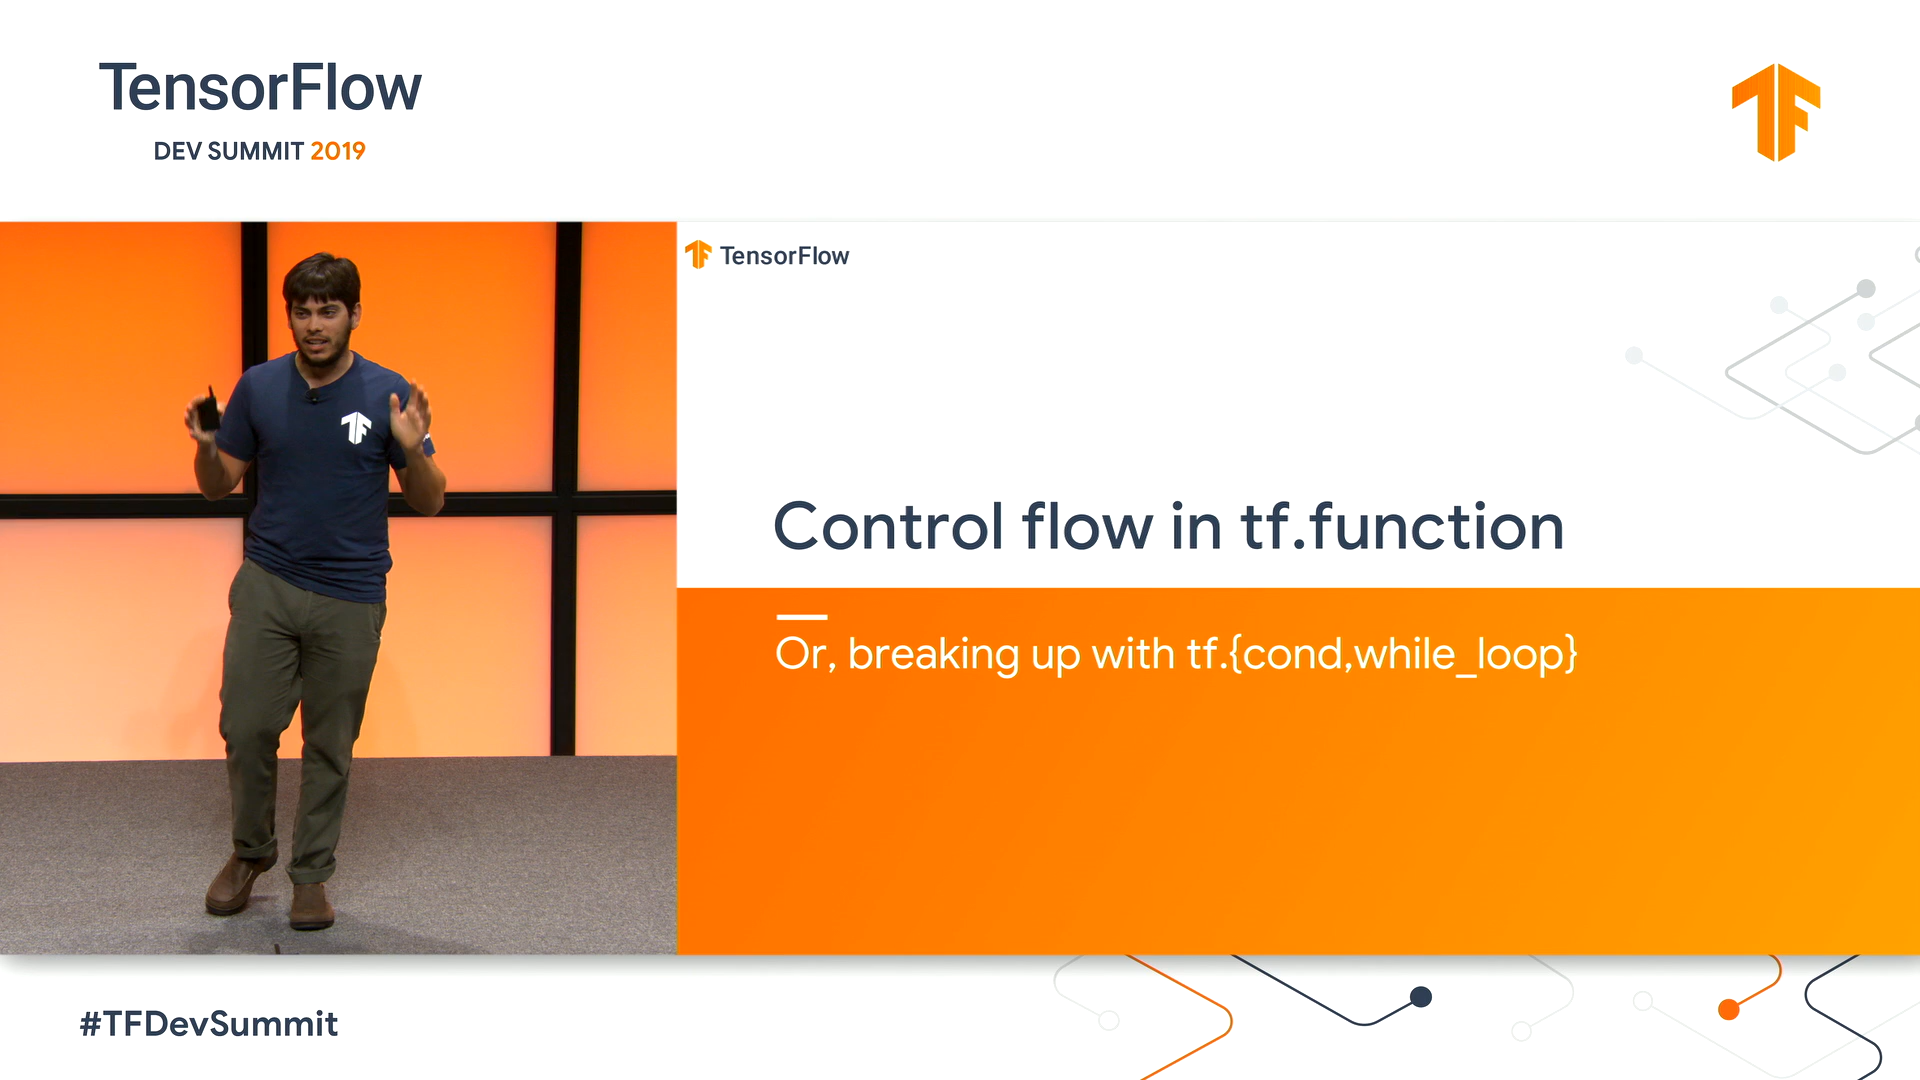 TensorFlow
DEV SUMMIT 2019
TensorFlow
Control flow in tf.function
Or, breaking up with tf.{cond,while_loop}
#TFDevSummit